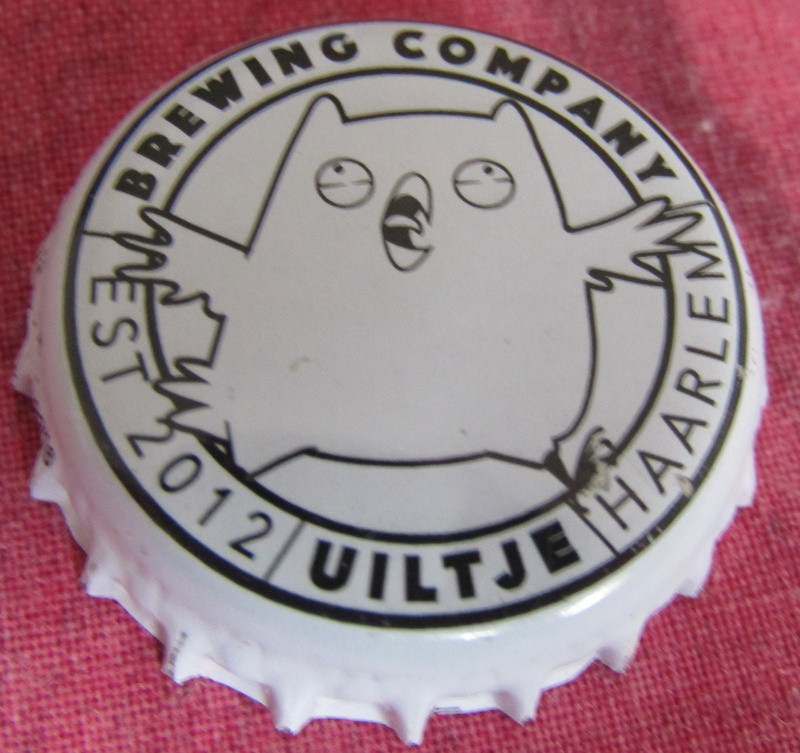 BREWING COMPANY
EST 2012
UILTJE
HAARLEM